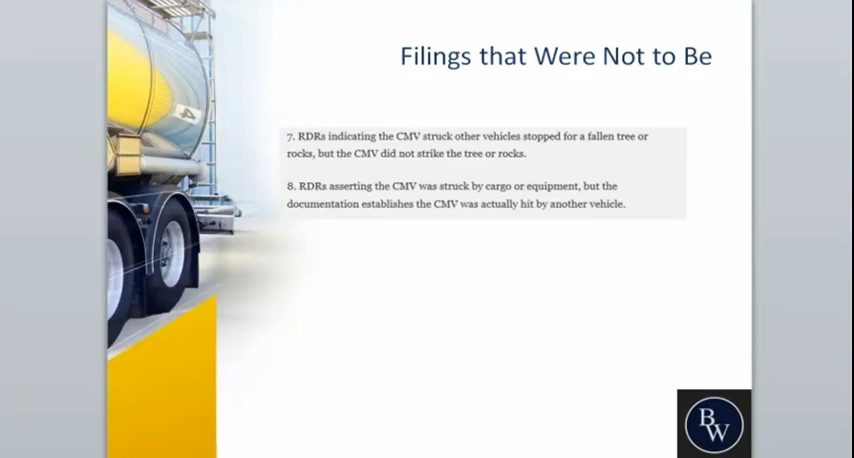 Filings that Were Not to Be
7. RDRs indicating the CMV struck other vehicles stopped for a fallen tree or
rocks, but the CMV did not strike the tree or rocks.
8. RDRs asserting the CMV was struck by cargo or equipment, but the
documentation establishes the CMV was actually hit by another vehicle.
4
BW